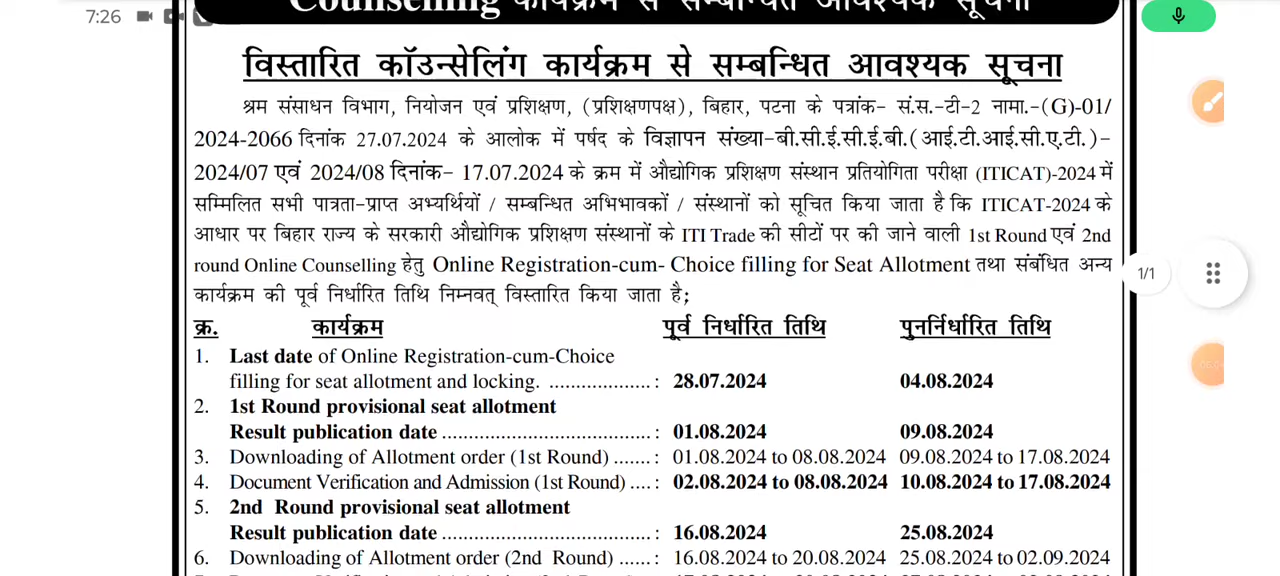 7:26
Counselling कार्यक्रम से सम्बन्धित आवश्यक सूचना
विस्तारित कॉउन्सेलिंग कार्यक्रम से सम्बन्धित आवश्यक सूचना
श्रम संसाधन विभाग, नियोजन एवं प्रशिक्षण, (प्रशिक्षणपक्ष), बिहार, पटना के पत्रांक- सं.स.-टी-2 नामा.-(G)-01/
2024-2066 दिनांक 27.07.2024 के आलोक में पर्षद के विज्ञापन संख्या-बी.सी.ई.सी.ई.बी.(आई.टी.आई.सी.ए.टी.)-
2024/07 एवं 2024/08 दिनांक- 17.07.2024 के क्रम में औद्योगिक प्रशिक्षण संस्थान प्रतियोगिता परीक्षा (ITICAT)-2024 में
सम्मिलित सभी पात्रता-प्राप्त अभ्यर्थियों / सम्बन्धित अभिभावकों / संस्थानों को सूचित किया जाता है कि ITICAT-2024 के
आधार पर बिहार राज्य के सरकारी औद्योगिक प्रशिक्षण संस्थानों के ITI Trade की सीटों पर की जाने वाली 1st Round एवं 2nd
round Online Counselling हेतु Online Registration-cum- Choice filling for Seat Allotment तथा संबंधित अन्य
कार्यक्रम की पूर्व निर्धारित तिथि निम्नवत् विस्तारित किया जाता है;
1/1
क्र. कार्यक्रम पूर्व निर्धारित तिथि पुनर्निर्धारित तिथि
1. Last date of Online Registration-cum-Choice
filling for seat allotment and locking. ................... : 28.07.2024 04.08.2024
2. 1st Round provisional seat allotment
Result publication date ....................................... : 01.08.2024 09.08.2024
3. Downloading of Allotment order (1st Round) ....... : 01.08.2024 to 08.08.2024 09.08.2024 to 17.08.2024
4. Document Verification and Admission (1st Round) .... : 02.08.2024 to 08.08.2024 10.08.2024 to 17.08.2024
5. 2nd Round provisional seat allotment
Result publication date ....................................... : 16.08.2024 25.08.2024
6. Downloading of Allotment order (2nd Round) ...... : 16.08.2024 to 20.08.2024 25.08.2024 to 02.09.2024